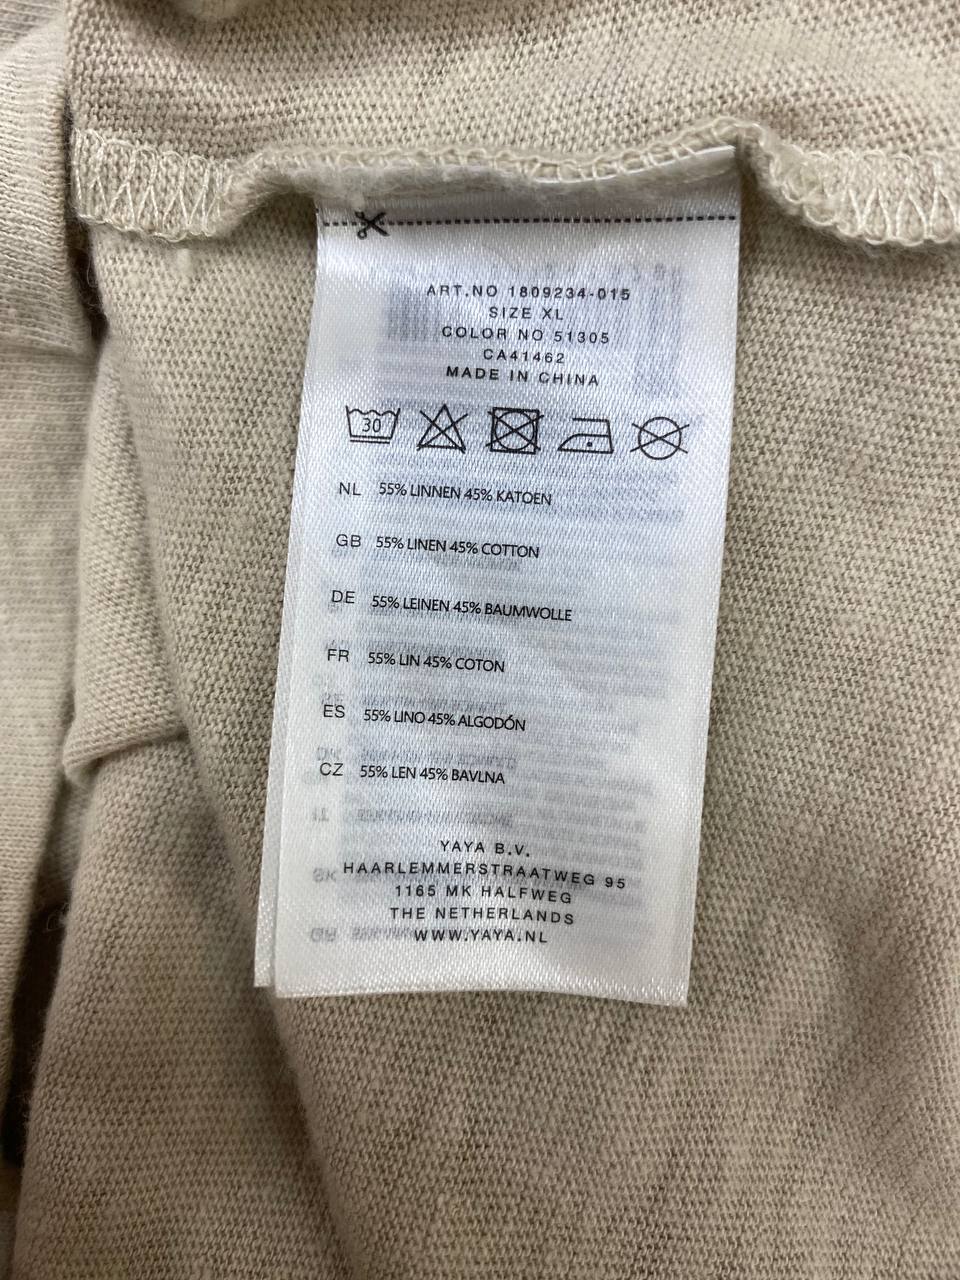 ART.NO 1809234-015
SIZE XL
COLOR NO 51305
CA41462
MADE IN CHINA
30
NL 55% LINNEN 45% KATOEN
GB 55% LINEN 45% COTTON
DE 55% LEINEN 45% BAUMWOLLE
FR 55% LIN 45% COTON
ES 55% LINO 45% ALGODÓN
CZ 55% LEN 45% BAVLNA
YAYA B.V.
HAARLEMMERSTRAATWEG 95
1165 MK HALFWEG
THE NETHERLANDS
WWW.YAYA.NL